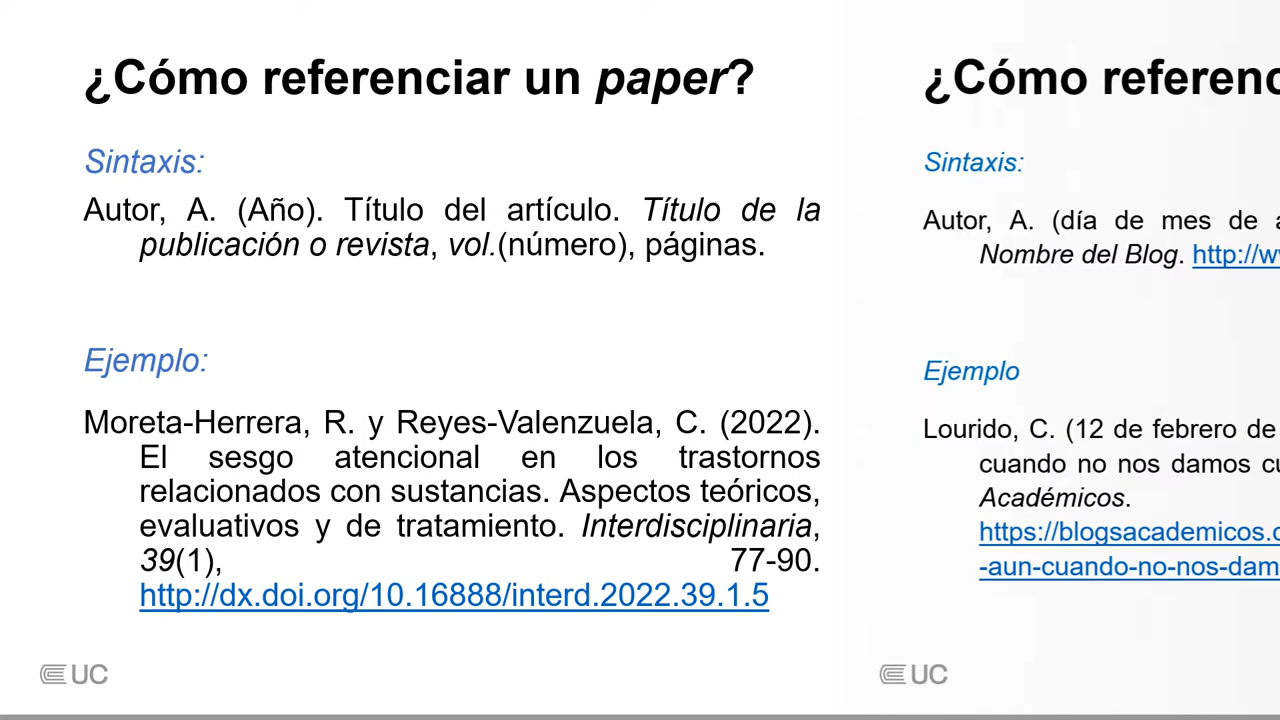 ¿Cómo referenciar un paper?
Sintaxis:
Autor, A. (Año). Título del artículo. Título de la
publicación o revista, vol.(número), páginas.
Ejemplo:
Moreta-Herrera, R. y Reyes-Valenzuela, C. (2022).
El sesgo atencional en los trastornos
relacionados con sustancias. Aspectos teóricos,
evaluativos y de tratamiento. Interdisciplinaria,
39(1), 77-90.
http://dx.doi.org/10.16888/interd.2022.39.1.5
UC
¿Cómo referenc
Sintaxis:
Autor, A. (día de mes de a
Nombre del Blog. http://w
Ejemplo
Lourido, C. (12 de febrero de
cuando no nos damos cu
Académicos.
https://blogsacademicos.
-aun-cuando-no-nos-dam
UC